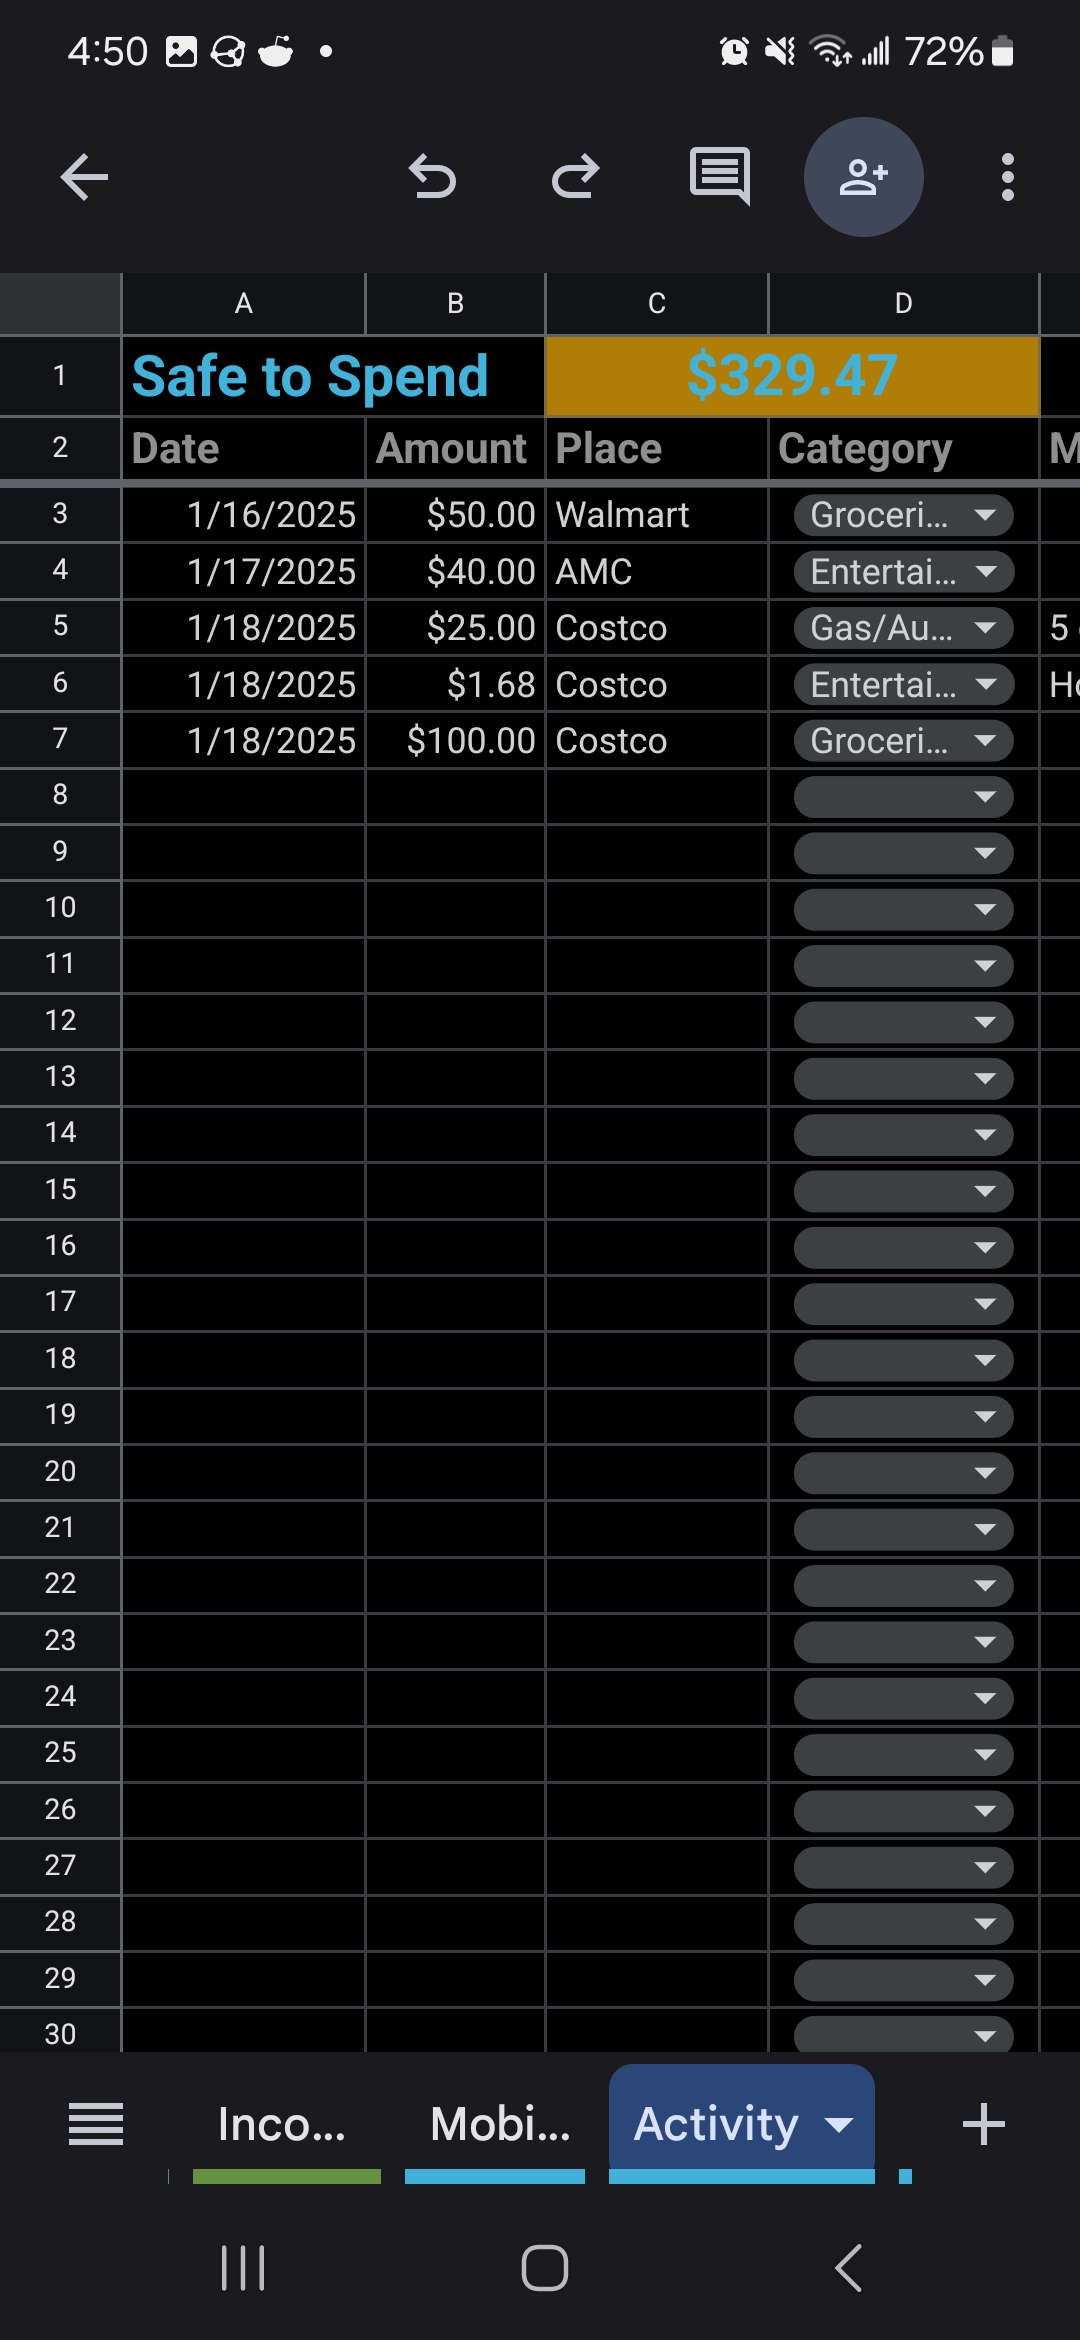 4:50 72%
A B C D
1 Safe to Spend $329.47
2 Date Amount Place Category M
3 1/16/2025 $50.00 Walmart Groceri...
4 1/17/2025 $40.00 AMC Entertai...
5 1/18/2025 $25.00 Costco Gas/Au... 5
6 1/18/2025 $1.68 Costco Entertai... Ho
7 1/18/2025 $100.00 Costco Groceri...
8
9
10
11
12
13
14
15
16
17
18
19
20
21
22
23
24
25
26
27
28
29
30
Inco... Mobi... Activity